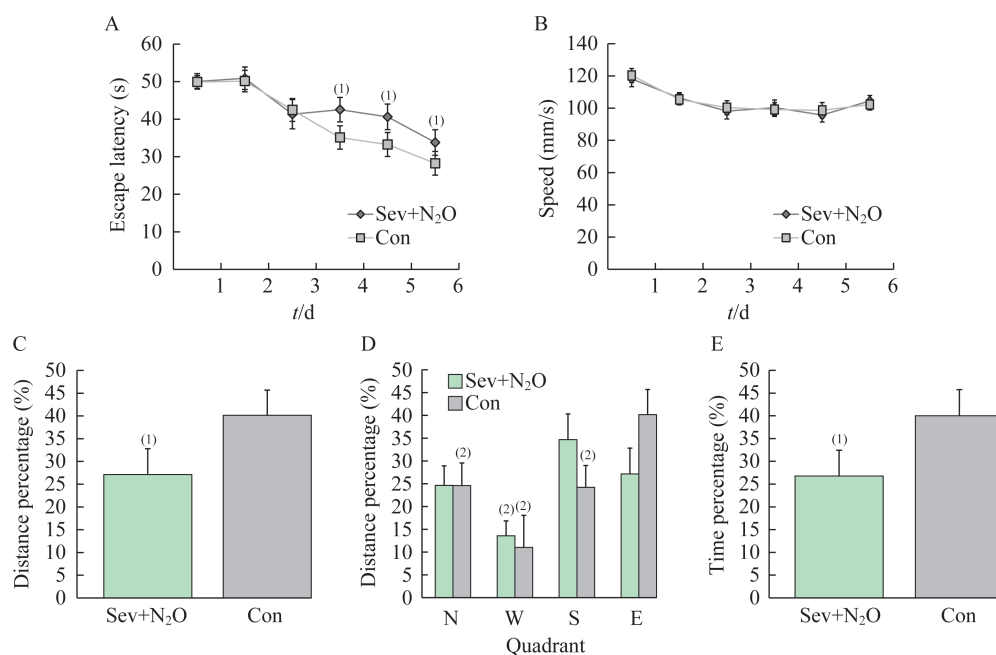 A
60
50
40
30
20
10
0
Escape latency (s)
(1)
(1)
(1)
Sev+N₂O
Con
1 2 3 4 5 6
t/d
B
140
120
100
80
60
40
20
0
Speed (mm/s)
Sev+N₂O
Con
1 2 3 4 5 6
t/d
C
50
45
40
35
30
25
20
15
10
5
0
Distance percentage (%)
(1)
Sev+N₂O Con
D
50
45
40
35
30
25
20
15
10
5
0
Distance percentage (%)
Sev+N₂O
Con
(2)
(2) (2)
(2)
N W S E
Quadrant
E
50
45
40
35
30
25
20
15
10
5
0
Time percentage (%)
(1)
Sev+N₂O Con